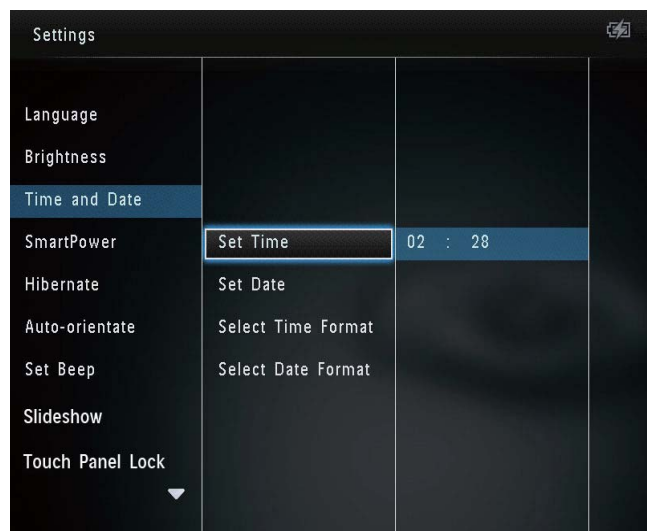 Settings
Language
Brightness
Time and Date
SmartPower
Hibernate
Auto-orientate
Set Beep
Slideshow
Touch Panel Lock
Set Time
Set Date
Select Time Format
Select Date Format
02 : 28